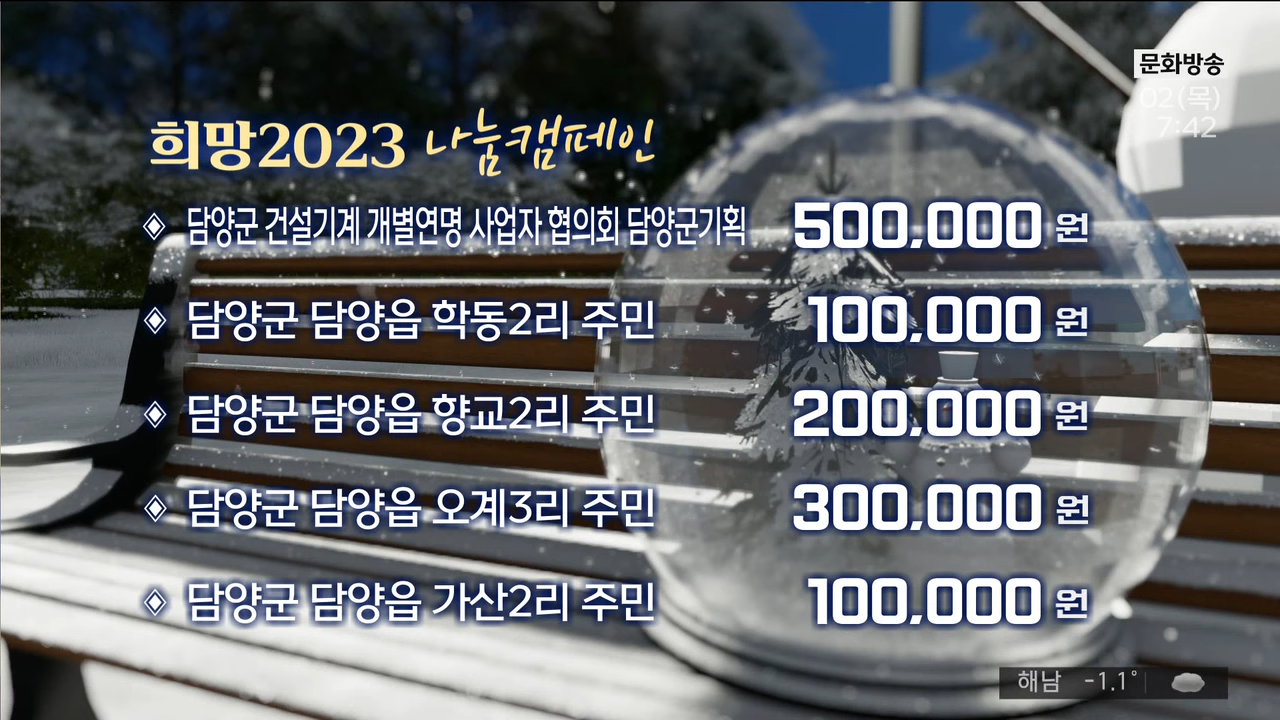 문화방송
02(목)
7:42
희망2023 나눔캠페인
담양군 건설기계 개별연명 사업자 협의회 담양군기획 500,000 원
담양군 담양읍 학동2리 주민 100,000 원
담양군 담양읍 향교2리 주민 200,000 원
담양군 담양읍 오계3리 주민 300,000 원
담양군 담양읍 가산2리 주민 100,000 원
해남 -1.1°